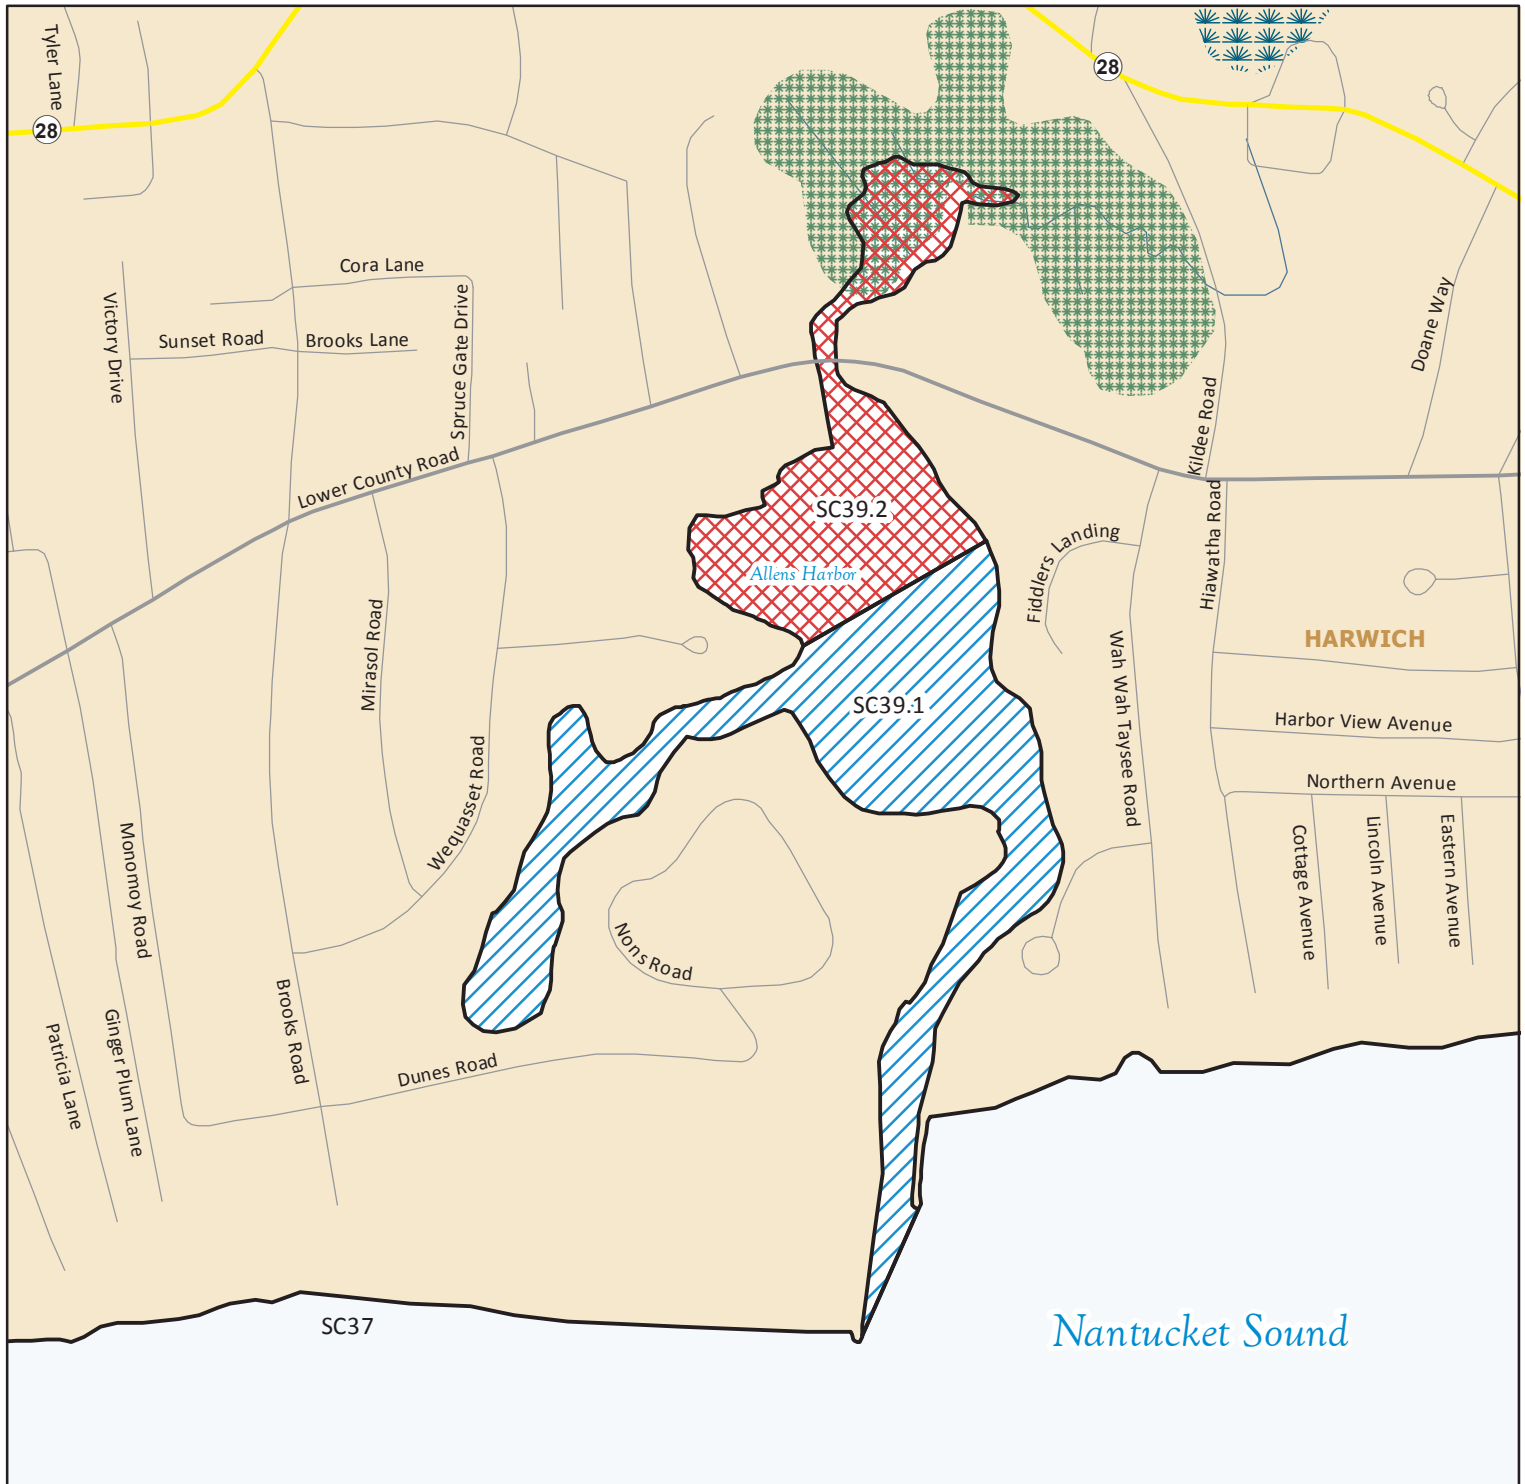 Tyler Lane
28
28
Cora Lane
Victory Drive
Sunset Road
Brooks Lane
Spruce Gate Drive
Doane Way
Kildee Road
Lower County Road
SC39.2
Allens Harbor
Fiddlers Landing
Hiawatha Road
Mirasol Road
HARWICH
SC39.1
Wah Wah Taysee Road
Harbor View Avenue
Wequasset Road
Northern Avenue
Monomoy Road
Cottage Avenue
Lincoln Avenue
Eastern Avenue
Nons Road
Patricia Lane
Ginger Plum Lane
Brooks Road
Dunes Road
SC37
Nantucket Sound